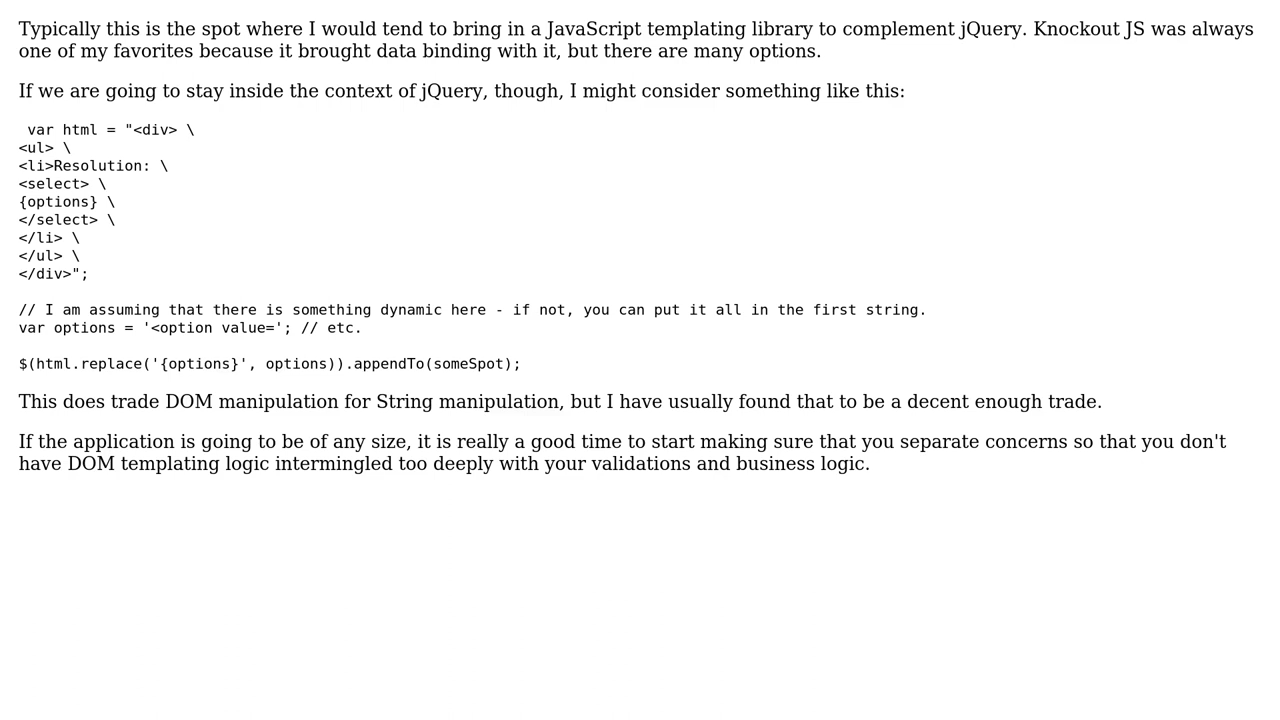 Typically this is the spot where I would tend to bring in a JavaScript templating library to complement jQuery. Knockout JS was always
one of my favorites because it brought data binding with it, but there are many options.
If we are going to stay inside the context of jQuery, though, I might consider something like this:
var html = "<div> \
<ul> \
<li>Resolution: \
<select> \
{options} \
</select> \
</li> \
</ul> \
</div>";
// I am assuming that there is something dynamic here - if not, you can put it all in the first string.
var options = '<option value='; // etc.
$(html.replace('{options}', options)).appendTo(someSpot);
This does trade DOM manipulation for String manipulation, but I have usually found that to be a decent enough trade.
If the application is going to be of any size, it is really a good time to start making sure that you separate concerns so that you don't
have DOM templating logic intermingled too deeply with your validations and business logic.